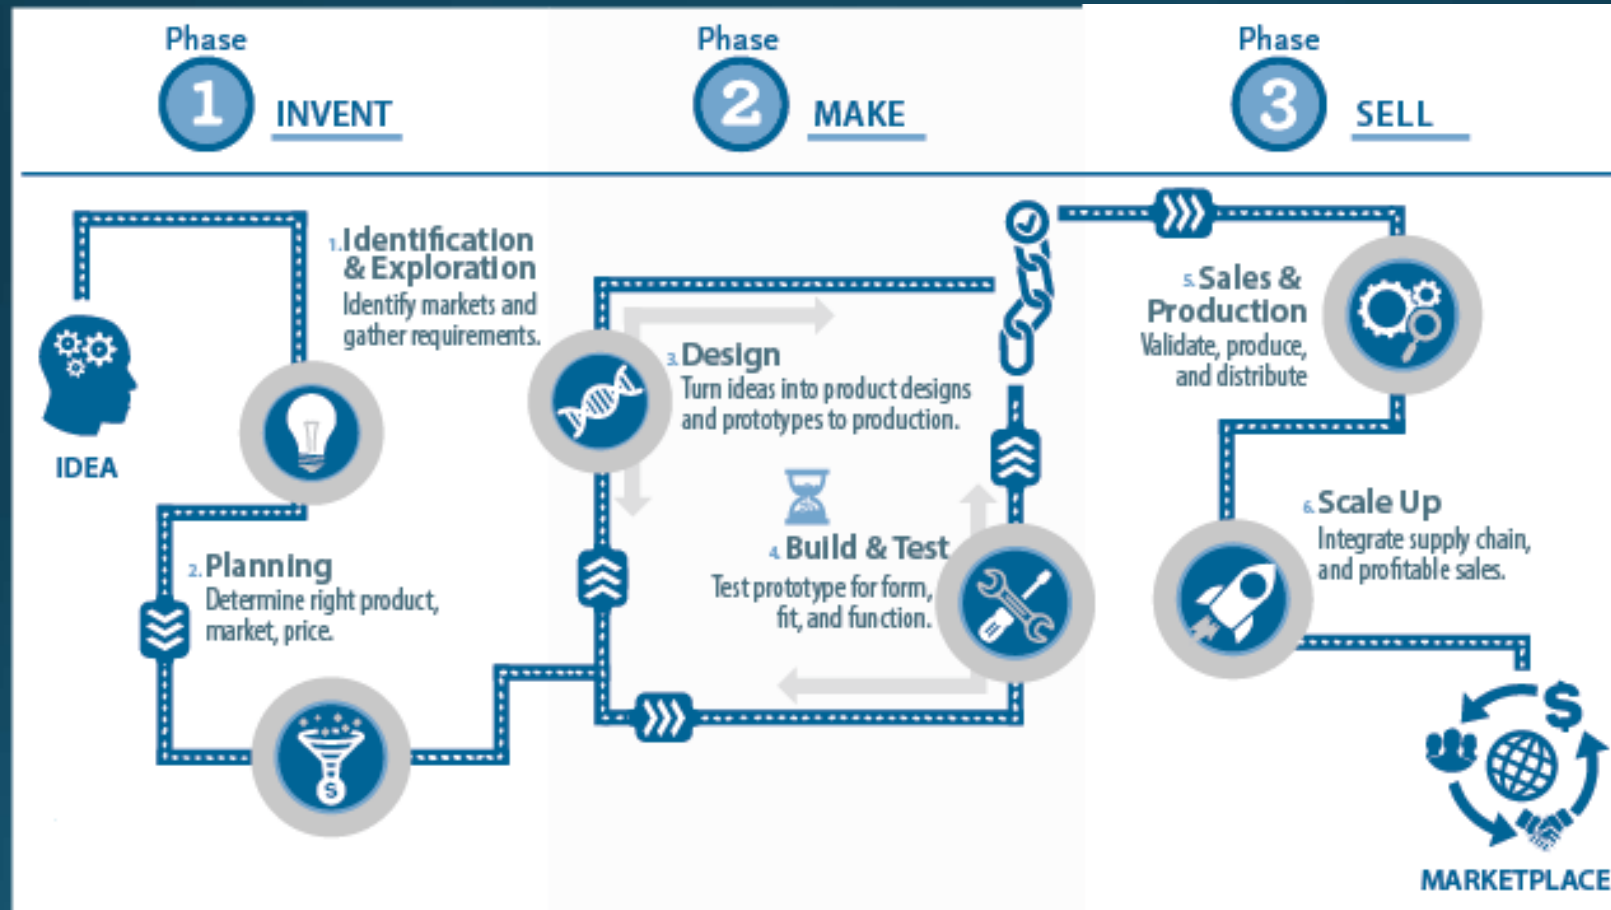 Phase
1 INVENT
Phase
2 MAKE
Phase
3 SELL
IDEA
1. Identification
& Exploration
Identify markets and
gather requirements.
2. Planning
Determine right product,
market, price.
$
3. Design
Turn ideas into product designs
and prototypes to production.
4. Build & Test
Test prototype for form,
fit, and function.
5. Sales &
Production
Validate, produce,
and distribute
6. Scale Up
Integrate supply chain,
and profitable sales.
$
MARKETPLACE